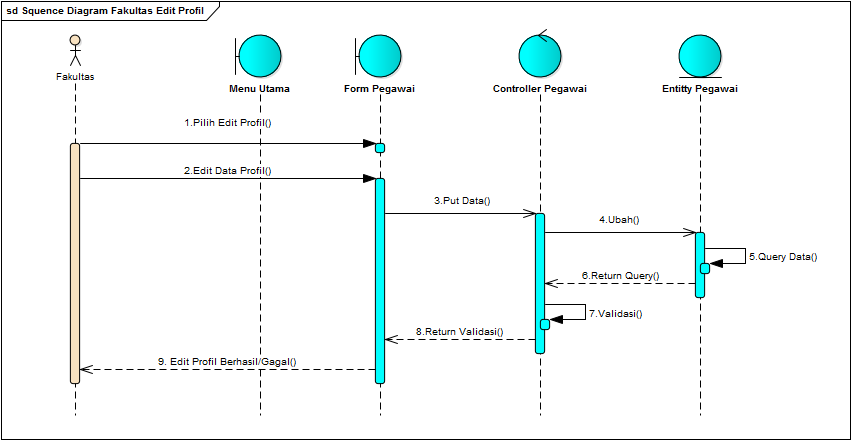 sd Squence Diagram Fakultas Edit Profil
Fakultas
Menu Utama
Form Pegawai
Controller Pegawai
Entitty Pegawai
1.Pilih Edit Profil()
2.Edit Data Profil()
3.Put Data()
4.Ubah()
5.Query Data()
6.Return Query()
7.Validasi()
8.Return Validasi()
9. Edit Profil Berhasil/Gagal()